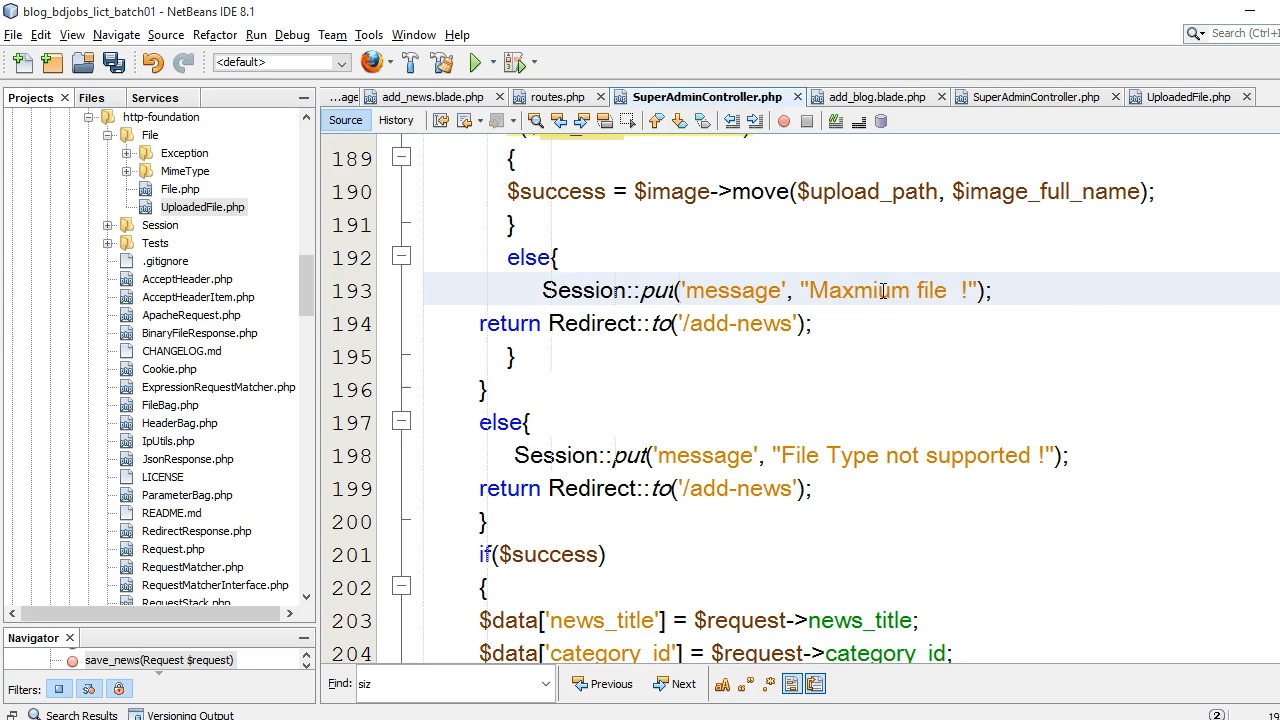 blog_bdjobs_lict_batch01 - NetBeans IDE 8.1
File Edit View Navigate Source Refactor Run Debug Team Tools Window Help
Search (Ctrl+I
<default>
Projects Files Services
...age add_news.blade.php routes.php SuperAdminController.php add_blog.blade.php SuperAdminController.php UploadedFile.php
Source History
http-foundation
File
Exception
MimeType
File.php
UploadedFile.php
Session
Tests
.gitignore
AcceptHeader.php
AcceptHeaderItem.php
ApacheRequest.php
BinaryFileResponse.php
CHANGELOG.md
Cookie.php
ExpressionRequestMatcher.php
FileBag.php
HeaderBag.php
IpUtils.php
JsonResponse.php
LICENSE
ParameterBag.php
README.md
RedirectResponse.php
Request.php
RequestMatcher.php
RequestMatcherInterface.php
RequestStack.php
189 {
190 $success = $image->move($upload_path, $image_full_name);
191 }
192 else{
193 Session::put('message', "Maxmium file  !");
194 return Redirect::to('/add-news');
195 }
196 }
197 else{
198 Session::put('message', "File Type not supported !");
199 return Redirect::to('/add-news');
200 }
201 if($success)
202 {
203 $data['news_title'] = $request->news_title;
204 $data['category_id'] = $request->category_id;
Navigator
save_news(Request $request)
Filters:
Find: siz Previous Next
Search Results Versioning Output
2